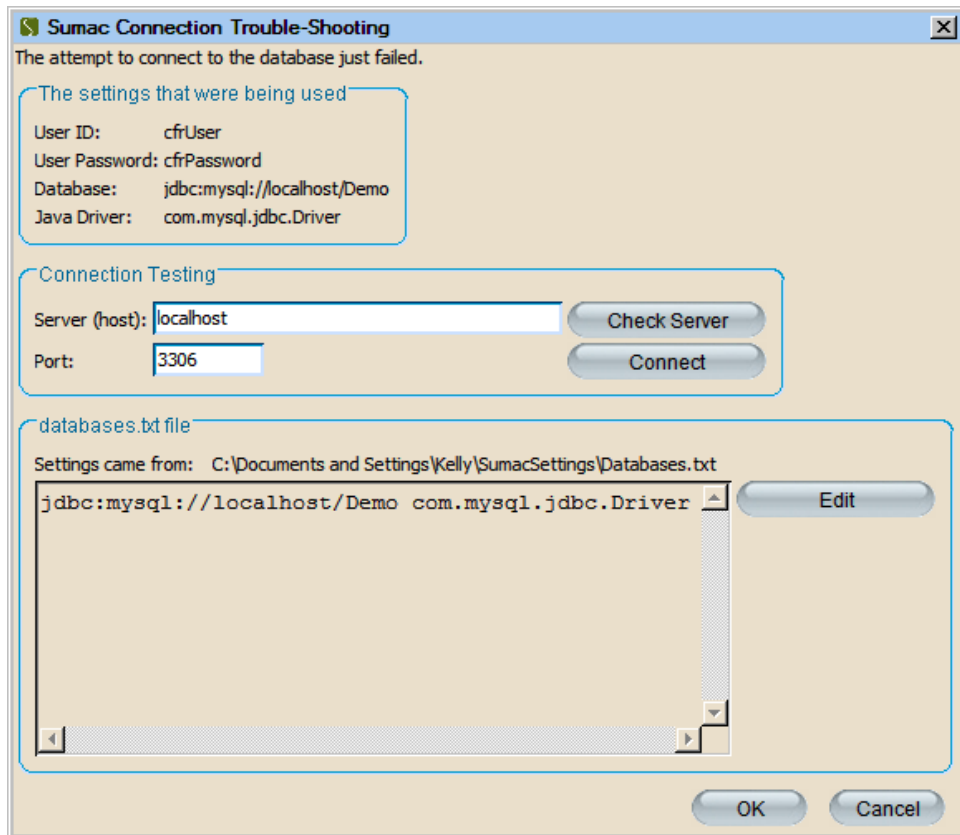 Sumac Connection Trouble-Shooting
The attempt to connect to the database just failed.
The settings that were being used
User ID: cfrUser
User Password: cfrPassword
Database: jdbc:mysql://localhost/Demo
Java Driver: com.mysql.jdbc.Driver
Connection Testing
Server (host): localhost Check Server
Port: 3306 Connect
databases.txt file
Settings came from: C:\Documents and Settings\Kelly\SumacSettings\Databases.txt
jdbc:mysql://localhost/Demo com.mysql.jdbc.Driver Edit
OK Cancel